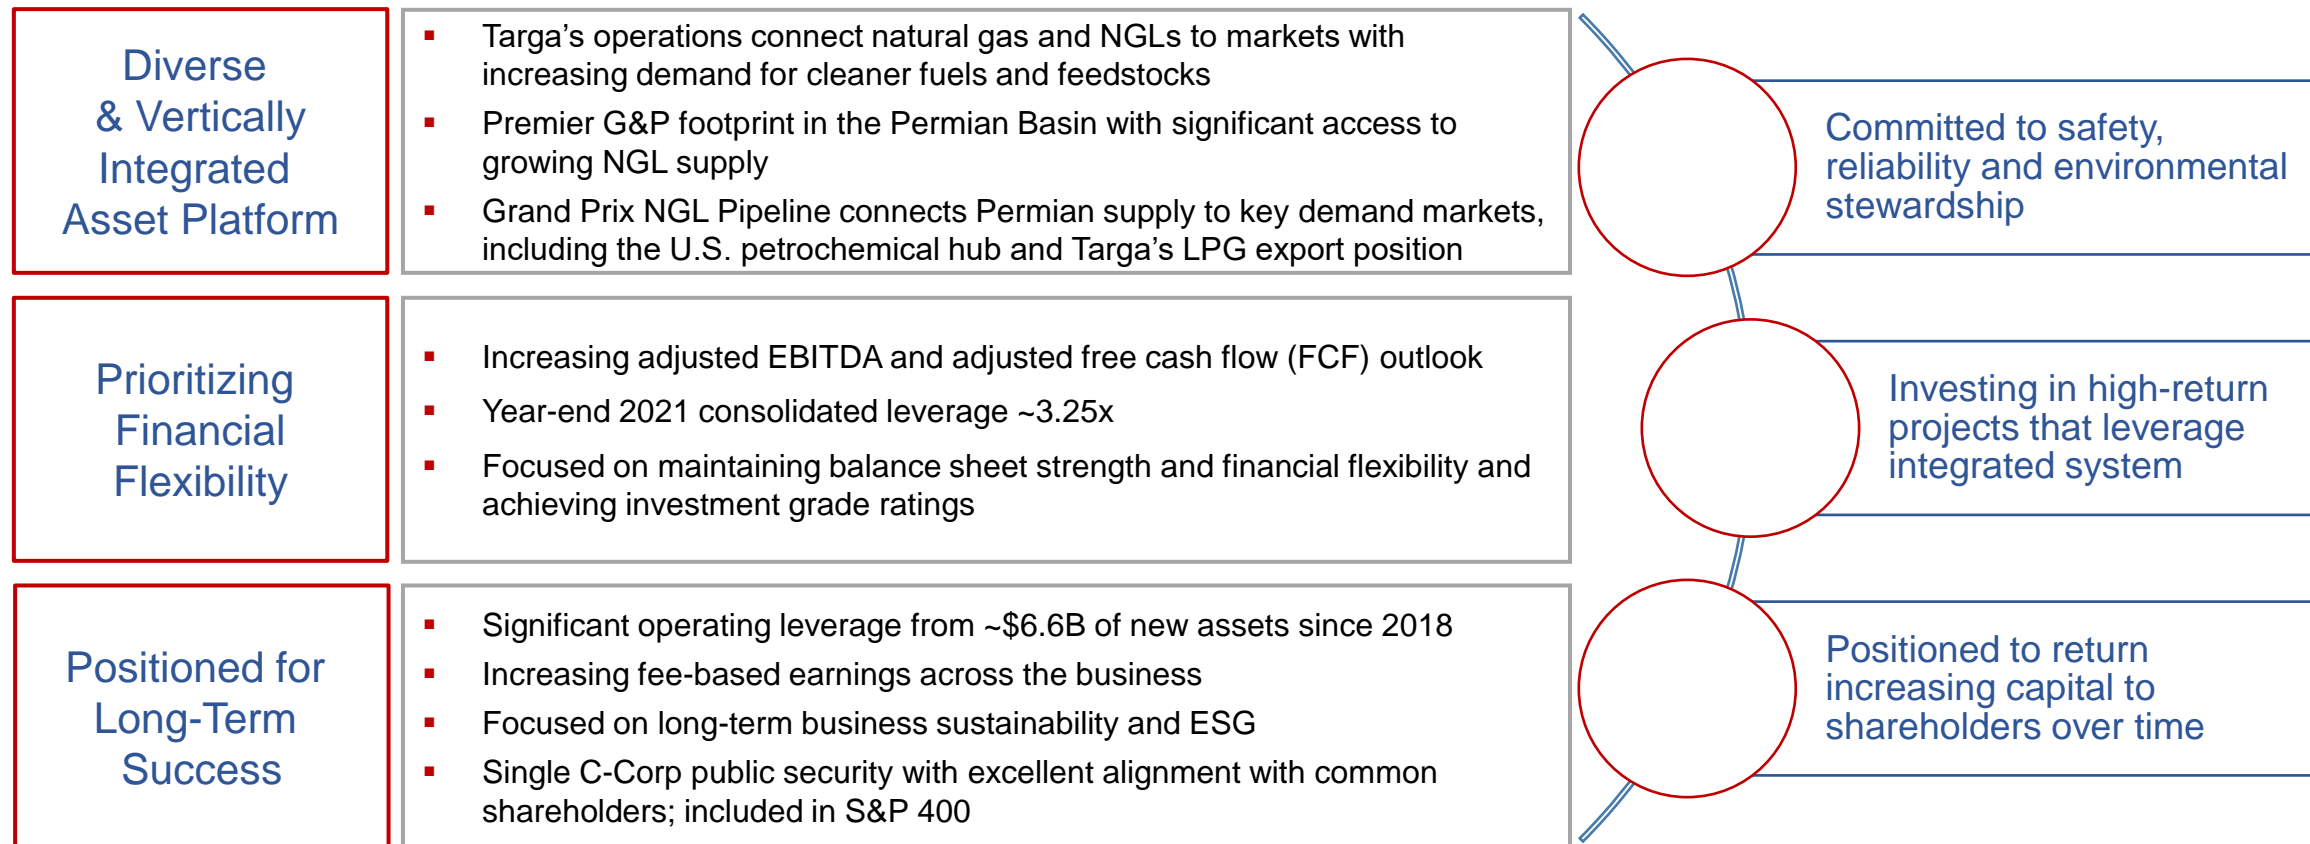 Diverse
& Vertically
Integrated
Asset Platform
▪ Targa’s operations connect natural gas and NGLs to markets with
increasing demand for cleaner fuels and feedstocks
▪ Premier G&P footprint in the Permian Basin with significant access to
growing NGL supply
▪ Grand Prix NGL Pipeline connects Permian supply to key demand markets,
including the U.S. petrochemical hub and Targa’s LPG export position
Prioritizing
Financial
Flexibility
▪ Increasing adjusted EBITDA and adjusted free cash flow (FCF) outlook
▪ Year-end 2021 consolidated leverage ~3.25x
▪ Focused on maintaining balance sheet strength and financial flexibility and
achieving investment grade ratings
Positioned for
Long-Term
Success
▪ Significant operating leverage from ~$6.6B of new assets since 2018
▪ Increasing fee-based earnings across the business
▪ Focused on long-term business sustainability and ESG
▪ Single C-Corp public security with excellent alignment with common
shareholders; included in S&P 400
Committed to safety,
reliability and environmental
stewardship
Investing in high-return
projects that leverage
integrated system
Positioned to return
increasing capital to
shareholders over time